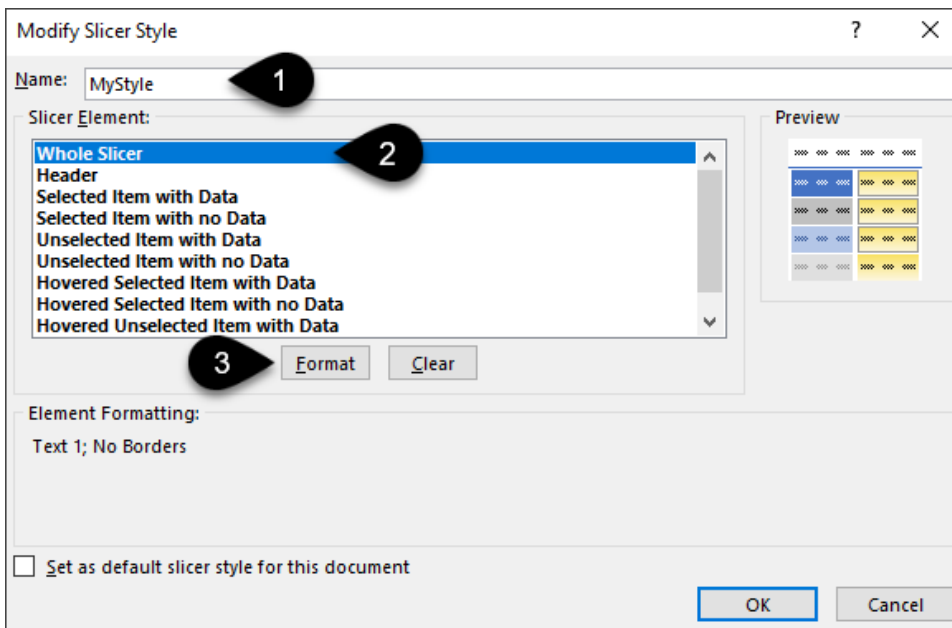 Modify Slicer Style ?
Name: MyStyle 1
Slicer Element: Preview
Whole Slicer 2
Header
Selected Item with Data
Selected Item with no Data
Unselected Item with Data
Unselected Item with no Data
Hovered Selected Item with Data
Hovered Selected Item with no Data
Hovered Unselected Item with Data
3 Format Clear
Element Formatting:
Text 1; No Borders
Set as default slicer style for this document
OK Cancel